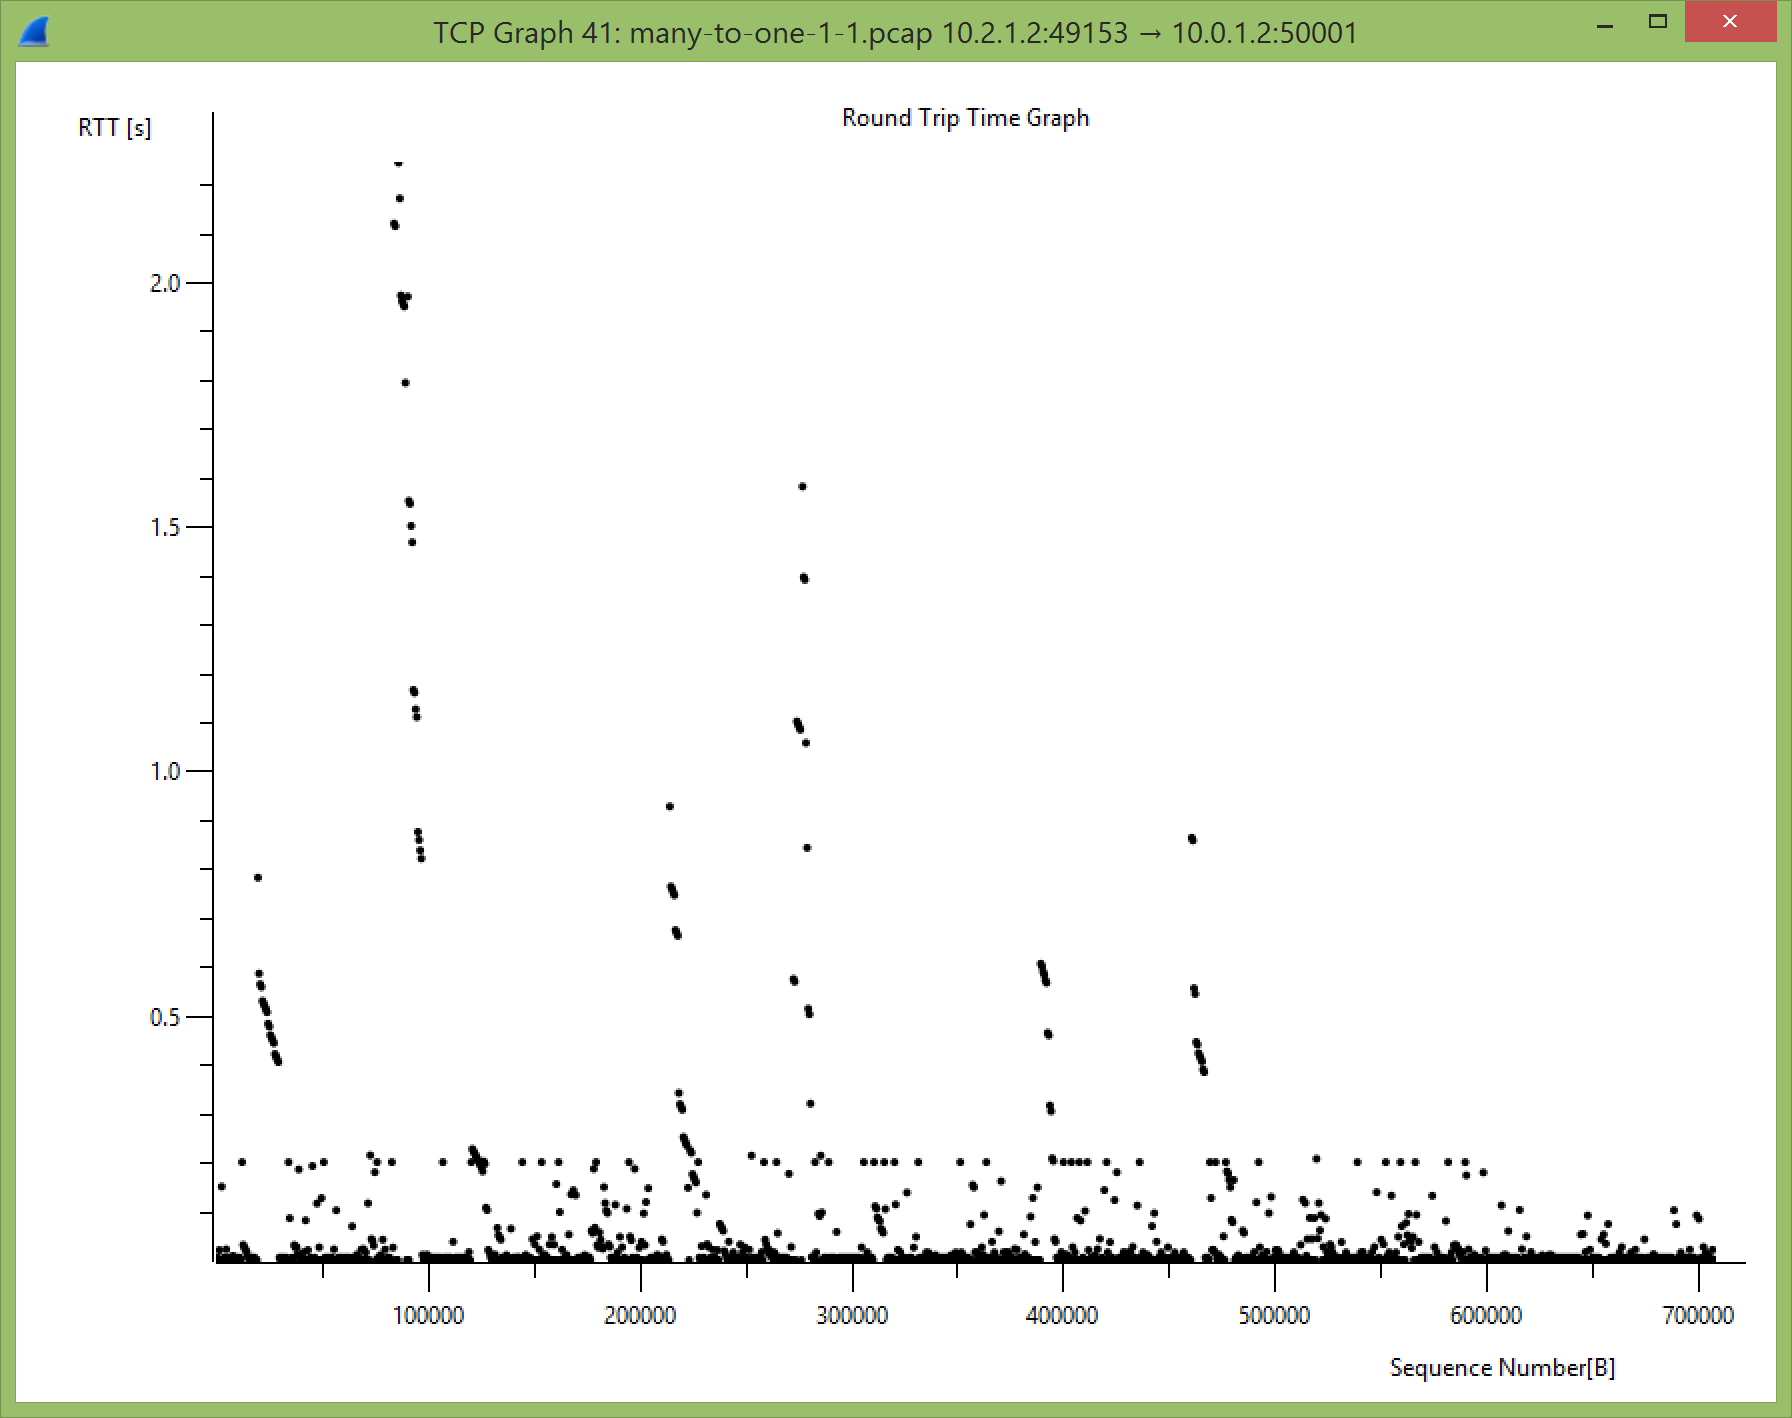 TCP Graph 41: many-to-one-1-1.pcap 10.2.1.2:49153 → 10.0.1.2:50001
Round Trip Time Graph
RTT [s]
2.0
1.5
1.0
0.5
100000 200000 300000 400000 500000 600000 700000
Sequence Number[B]